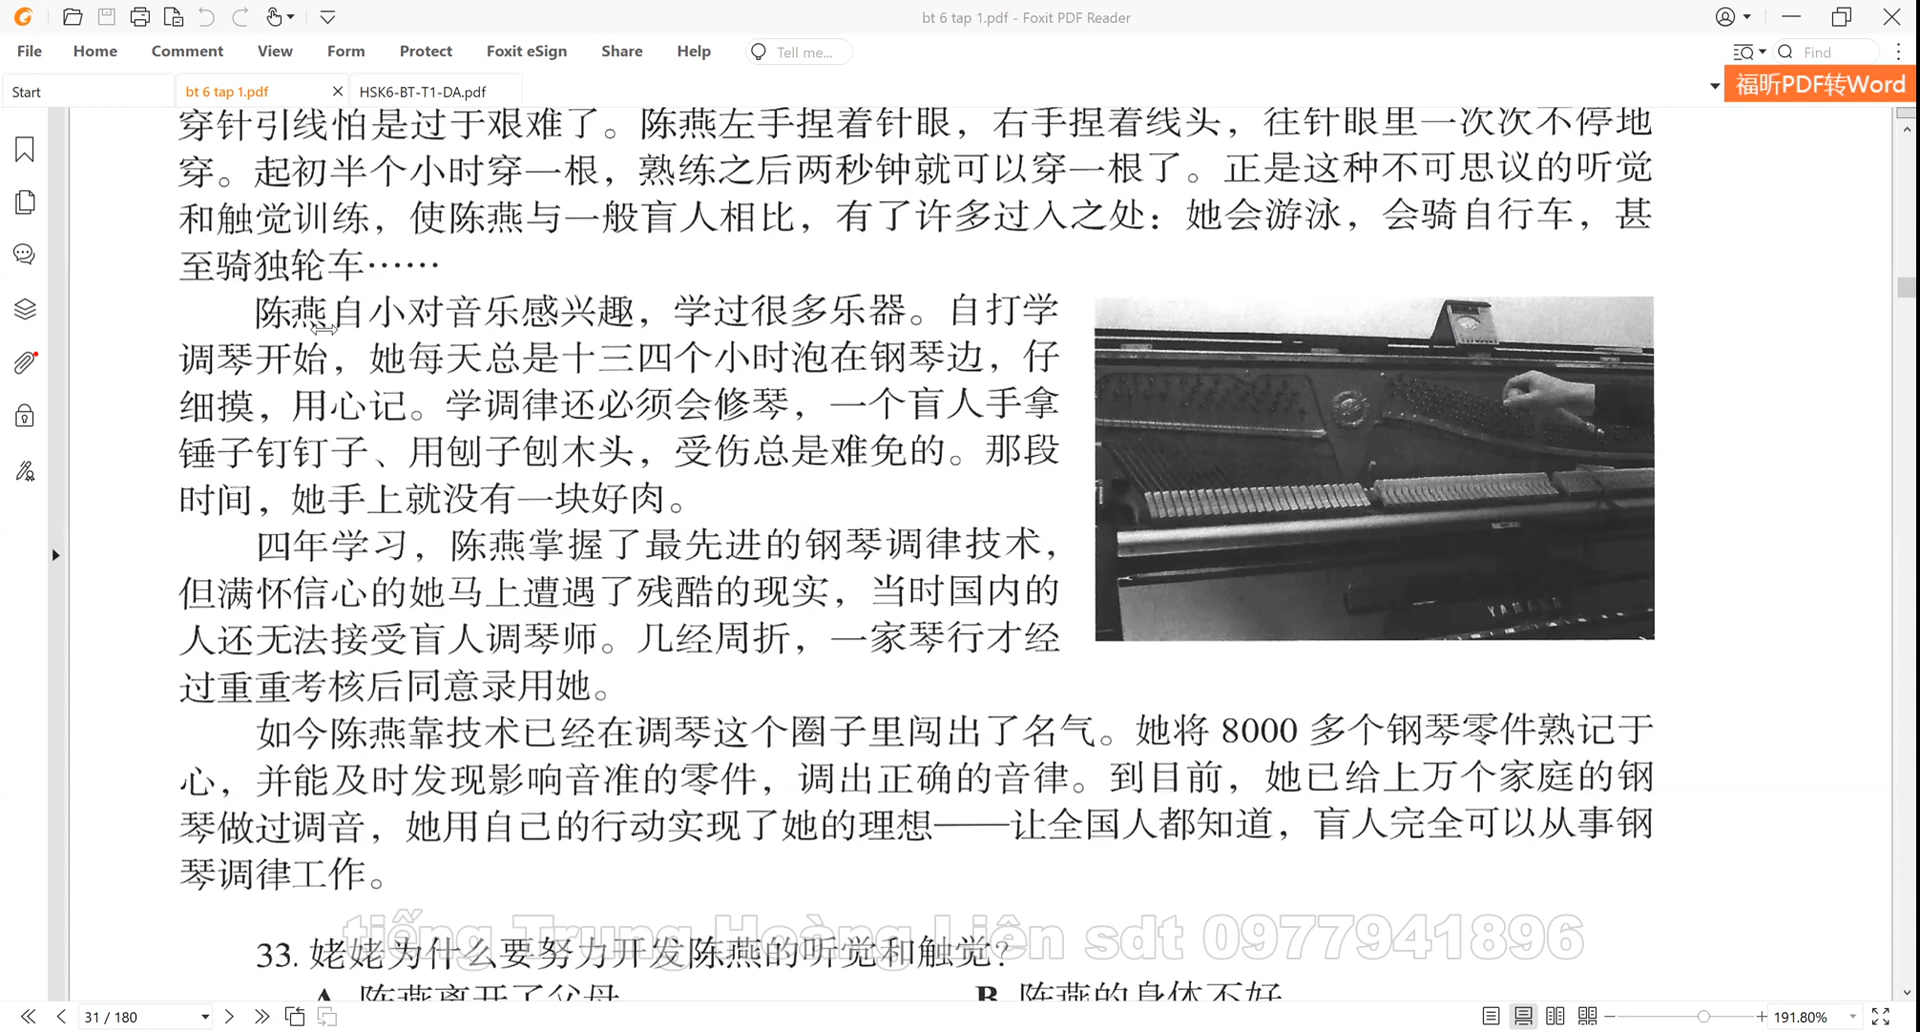 bt 6 tap 1.pdf - Foxit PDF Reader
File Home Comment View Form Protect Foxit eSign Share Help Tell me... Find
Start bt 6 tap 1.pdf HSK6-BT-T1-DA.pdf 福昕PDF转Word
穿针引线怕是过于艰难了。陈燕左手捏着针眼，右手捏着线头，往针眼里一次次不停地
穿。起初半个小时穿一根，熟练之后两秒钟就可以穿一根了。正是这种不可思议的听觉
和触觉训练，使陈燕与一般盲人相比，有了许多过人之处：她会游泳，会骑自行车，甚
至骑独轮车……
陈燕自小对音乐感兴趣，学过很多乐器。自打学
调琴开始，她每天总是十三四个小时泡在钢琴边，仔
细摸，用心记。学调律还必须会修琴，一个盲人手拿
锤子钉钉子、用刨子刨木头，受伤总是难免的。那段
时间，她手上就没有一块好肉。
四年学习，陈燕掌握了最先进的钢琴调律技术，
但满怀信心的她马上遭遇了残酷的现实，当时国内的
人还无法接受盲人调琴师。几经周折，一家琴行才经
过重重考核后同意录用她。
YAMAHA
如今陈燕靠技术已经在调琴这个圈子里闯出了名气。她将 8000 多个钢琴零件熟记于
心，并能及时发现影响音准的零件，调出正确的音律。到目前，她已给上万个家庭的钢
琴做过调音，她用自己的行动实现了她的理想——让全国人都知道，盲人完全可以从事钢
琴调律工作。
tiếng Trung Hoàng Liên sdt 0977941896
33. 姥姥为什么要努力开发陈燕的听觉和触觉？
A 陈燕离开了父母 B 陈燕的身体不好
31 / 180 191.80%